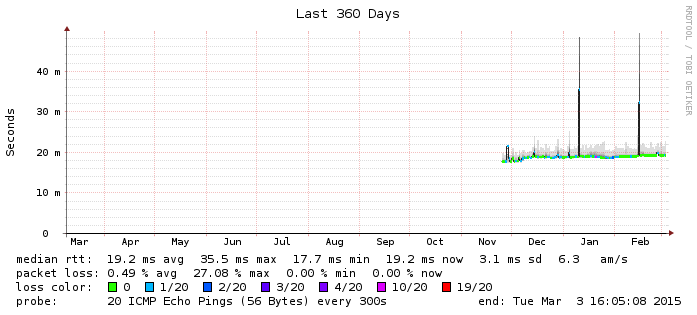 Last 360 Days
RRDTOOL / TOBI OETIKER
Seconds
40 m
30 m
20 m
10 m
0
Mar Apr May Jun Jul Aug Sep Oct Nov Dec Jan Feb
median rtt: 19.2 ms avg 35.5 ms max 17.7 ms min 19.2 ms now 3.1 ms sd 6.3 am/s
packet loss: 0.49 % avg 27.08 % max 0.00 % min 0.00 % now
loss color: 0 1/20 2/20 3/20 4/20 10/20 19/20
probe: 20 ICMP Echo Pings (56 Bytes) every 300s end: Tue Mar 3 16:05:08 2015